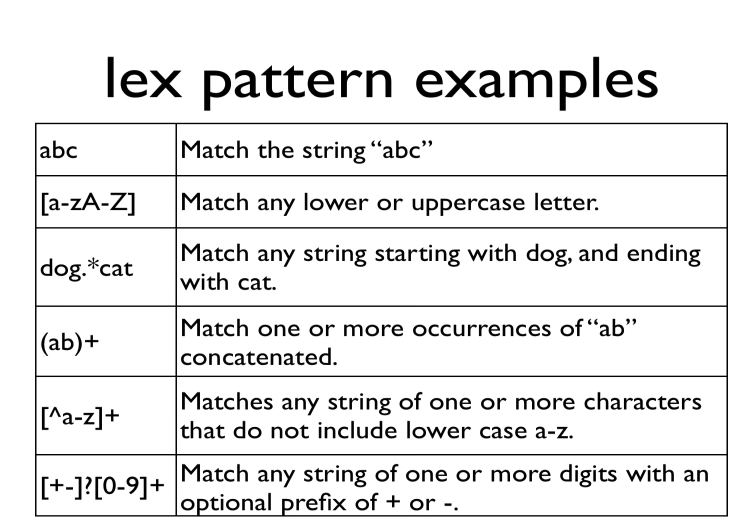 lex pattern examples
abc
Match the string “abc”
[a-zA-Z]
Match any lower or uppercase letter.
dog.*cat
Match any string starting with dog, and ending
with cat.
(ab)+
Match one or more occurrences of “ab”
concatenated.
[^a-z]+
Matches any string of one or more characters
that do not include lower case a-z.
[+-]?[0-9]+
Match any string of one or more digits with an
optional prefix of + or -.